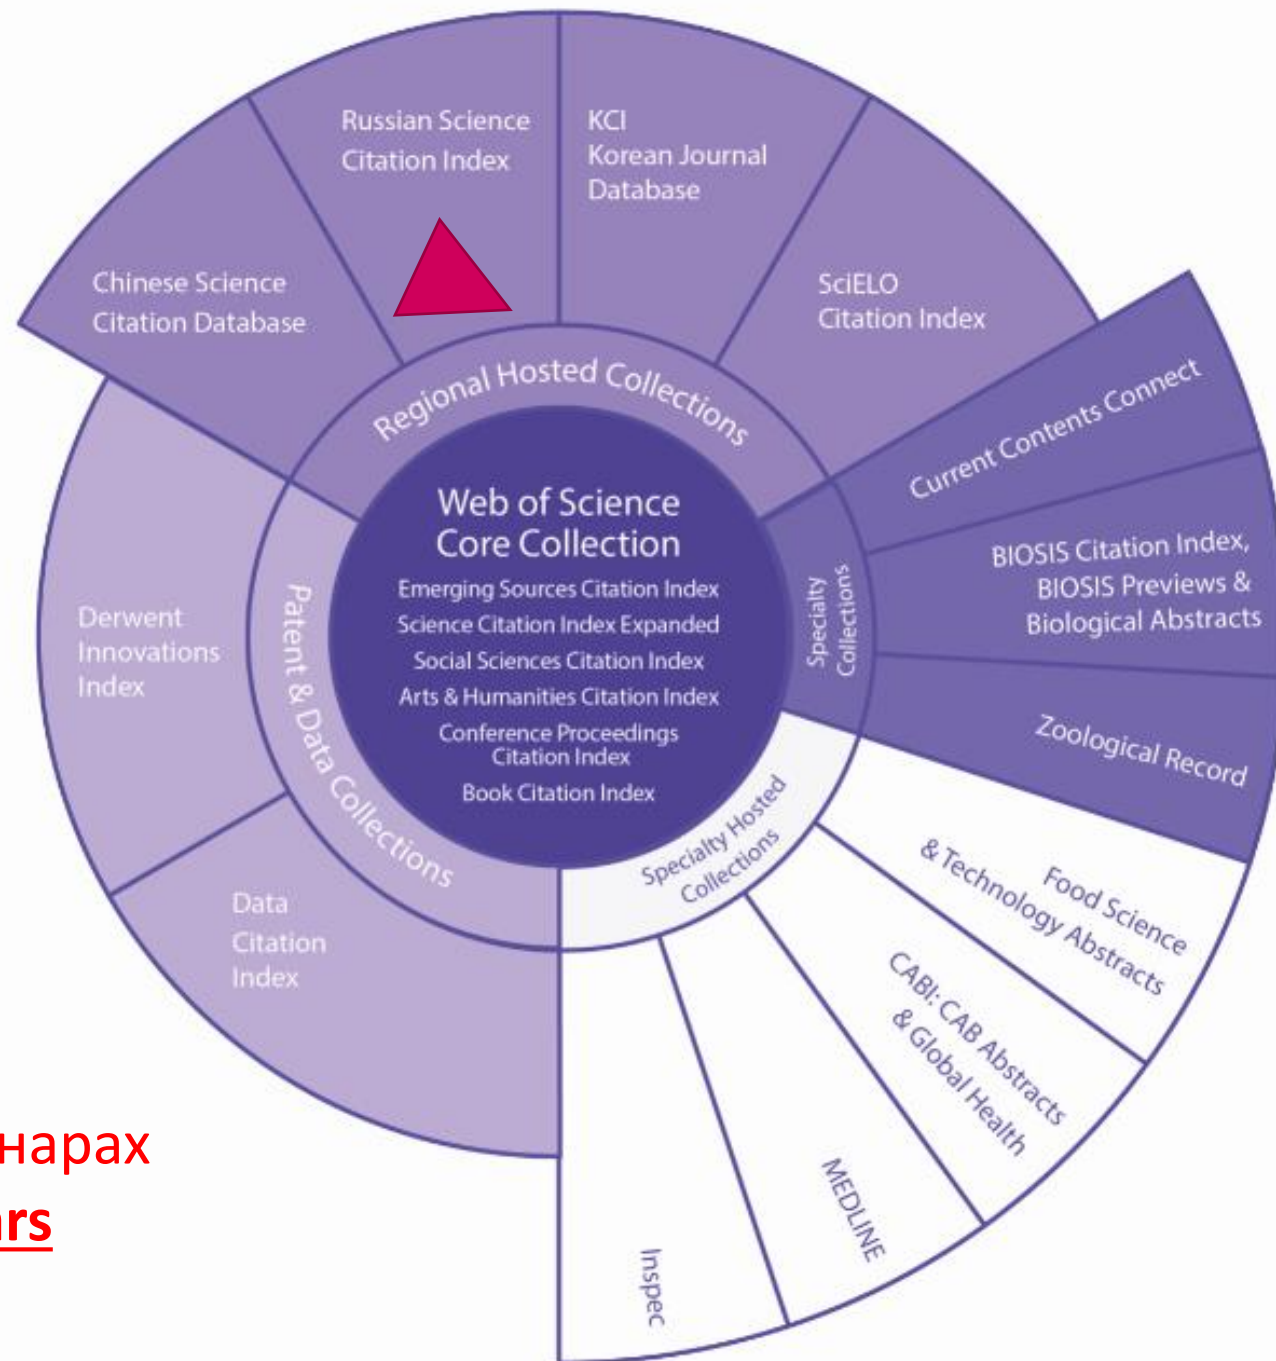 Russian Science
Citation Index
KCI
Korean Journal
Database
Chinese Science
Citation Database
SciELO
Citation Index
Regional Hosted Collections
Current Contents Connect
BIOSIS Citation Index,
BIOSIS Previews &
Biological Abstracts
Zoological Record
Specialty
Collections
Web of Science
Core Collection
Emerging Sources Citation Index
Science Citation Index Expanded
Social Sciences Citation Index
Arts & Humanities Citation Index
Conference Proceedings
Citation Index
Book Citation Index
Patent & Data Collections
Derwent
Innovations
Index
Data
Citation
Index
Specialty Hosted
Collections
Food Science
& Technology Abstracts
CABI: CAB Abstracts
& Global Health
MEDLINE
Inspec
нарах
ars